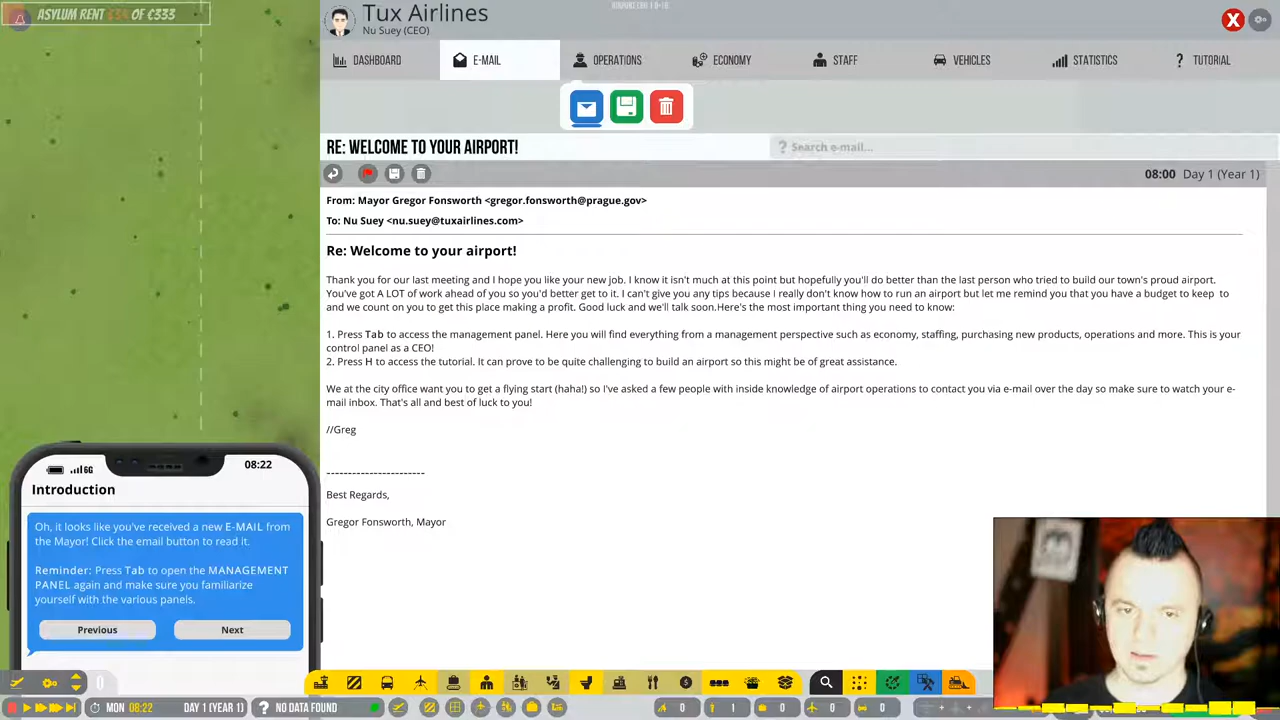 ASYLUM RENT €34 OF €333
Tux Airlines
Nu Suey (CEO)
DASHBOARD
E-MAIL
OPERATIONS
ECONOMY
STAFF
VEHICLES
STATISTICS
TUTORIAL
RE: WELCOME TO YOUR AIRPORT!
? Search e-mail...
08:00 Day 1 (Year 1)
From: Mayor Gregor Fonsworth <gregor.fonsworth@prague.gov>
To: Nu Suey <nu.suey@tuxairlines.com>
Re: Welcome to your airport!
Thank you for our last meeting and I hope you like your new job. I know it isn't much at this point but hopefully you'll do better than the last person who tried to build our town's proud airport.
You've got A LOT of work ahead of you so you'd better get to it. I can't give you any tips because I really don't know how to run an airport but let me remind you that you have a budget to keep to
and we count on you to get this place making a profit. Good luck and we'll talk soon.Here's the most important thing you need to know:
1. Press Tab to access the management panel. Here you will find everything from a management perspective such as economy, staffing, purchasing new products, operations and more. This is your
control panel as a CEO!
2. Press H to access the tutorial. It can prove to be quite challenging to build an airport so this might be of great assistance.
We at the city office want you to get a flying start (haha!) so I've asked a few people with inside knowledge of airport operations to contact you via e-mail over the day so make sure to watch your e-
mail inbox. That's all and best of luck to you!
//Greg
-----------------------
Best Regards,
Gregor Fonsworth, Mayor
6G
08:22
Introduction
Oh, it looks like you've received a new E-MAIL from
the Mayor! Click the email button to read it.
Reminder: Press Tab to open the MANAGEMENT
PANEL again and make sure you familiarize
yourself with the various panels.
Previous
Next
0
MON 08:22
DAY 1 (YEAR 1)
? NO DATA FOUND
0
1
0
0
0